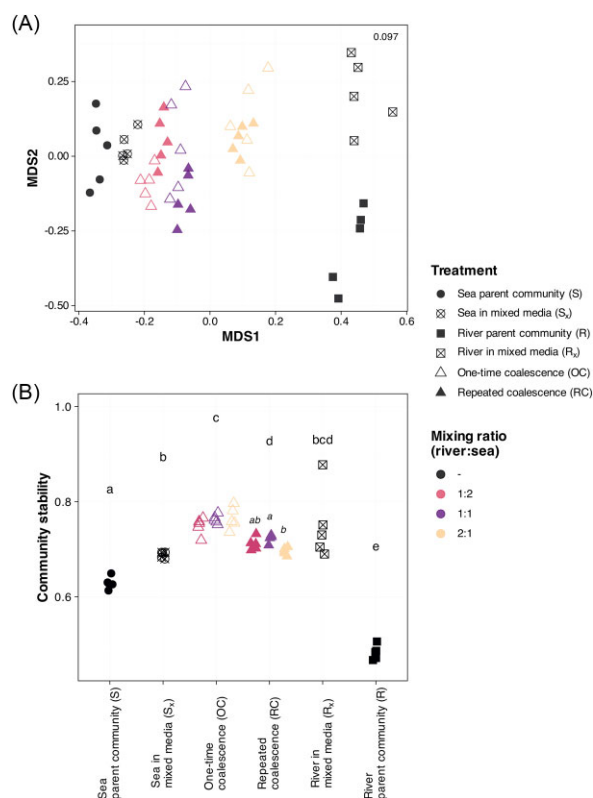 (A)
0.097
0.25
0.00
-0.25
-0.50
MDS2
-0.4
-0.2
0.0
0.2
0.4
0.6
MDS1
Treatment
Sea parent community (S)
Sea in mixed media (Sx)
River parent community (R)
River in mixed media (Rx)
One-time coalescence (OC)
Repeated coalescence (RC)
Mixing ratio
(river:sea)
-
1:2
1:1
2:1
(B)
1.0
0.8
0.6
Community stability
a
b
c
d
bcd
e
ab
a
b
Sea
parent community (S)
Sea in
mixed media (Sx)
One-time
coalescence (OC)
Repeated
coalescence (RC)
River in
mixed media (Rx)
River
parent community (R)